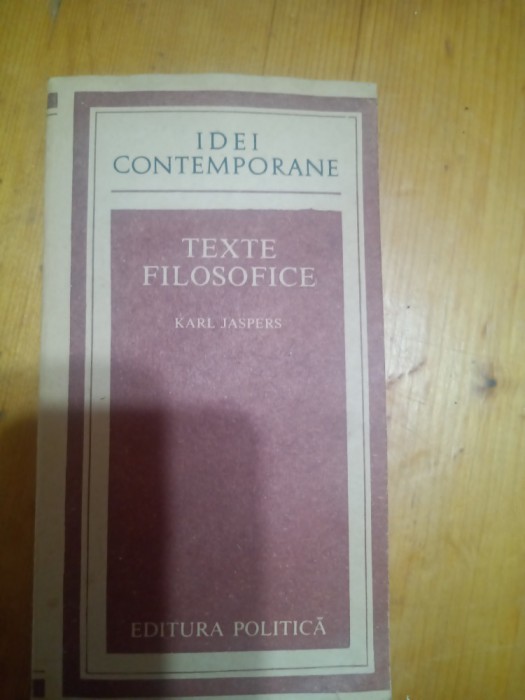 IDEI
CONTEMPORANE
TEXTE
FILOSOFICE
KARL JASPERS
EDITURA POLITICĂ